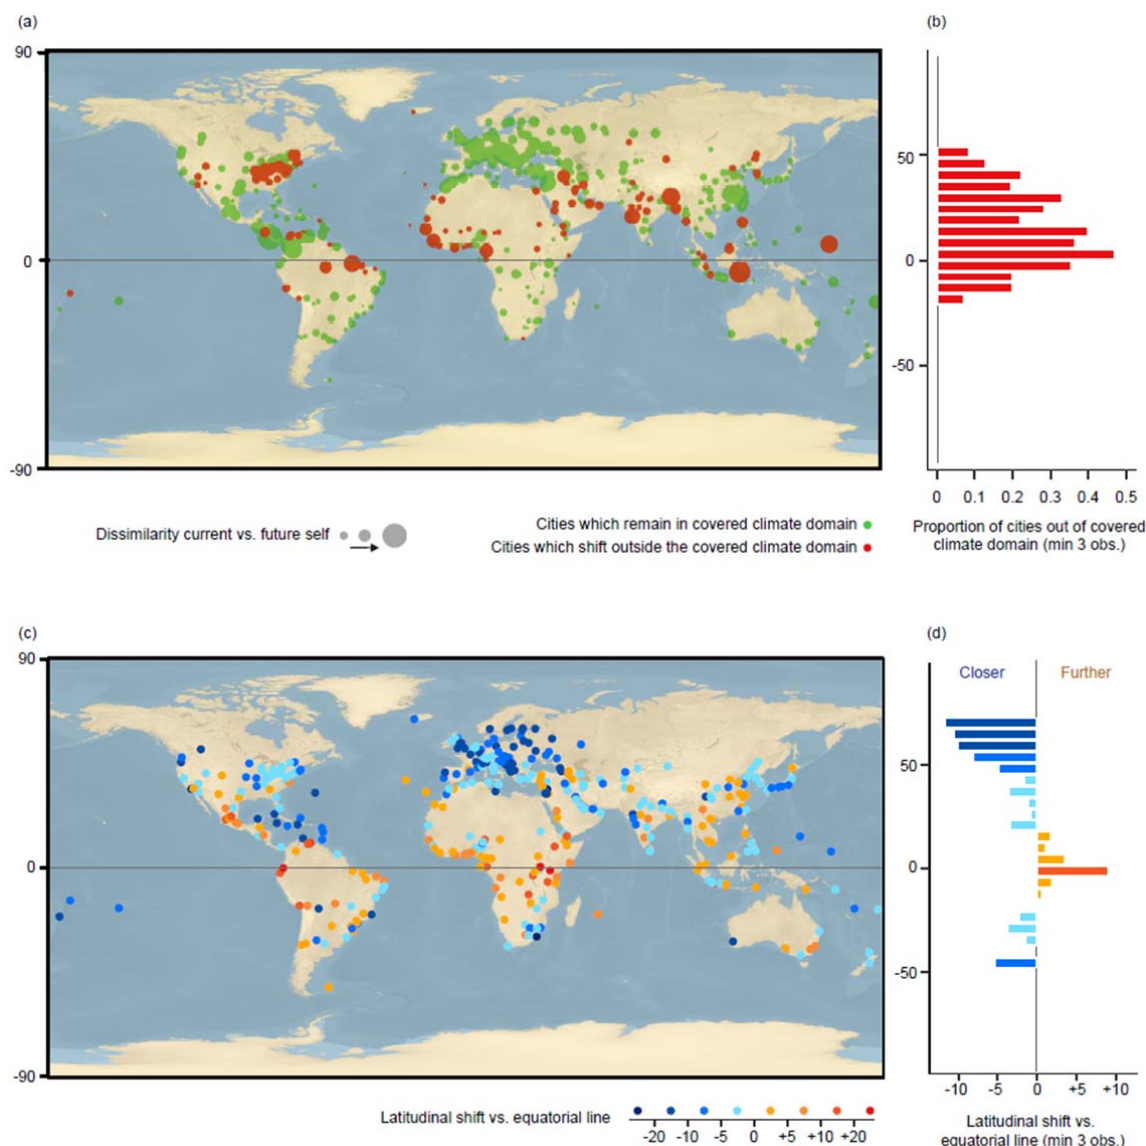 (a)
(b)
90
0
-90
50
0
-50
0 0.1 0.2 0.3 0.4 0.5
Proportion of cities out of covered
climate domain (min 3 obs.)
Dissimilarity current vs. future self
Cities which remain in covered climate domain
Cities which shift outside the covered climate domain
(c)
(d)
90
0
-90
Closer Further
50
0
-50
-10 -5 0 +5 +10
Latitudinal shift vs.
equatorial line (min 3 obs.)
Latitudinal shift vs. equatorial line
-20 -10 -5 0 +5 +10 +20